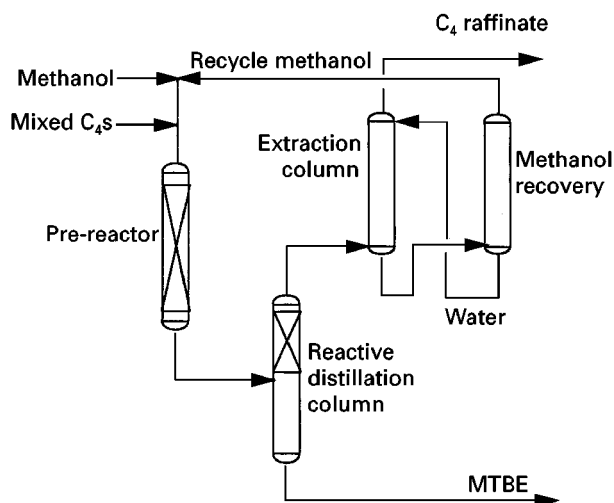 C₄ raffinate
Recycle methanol
Methanol
Mixed C₄s
Extraction
column
Methanol
recovery
Pre-reactor
Water
Reactive
distillation
column
MTBE